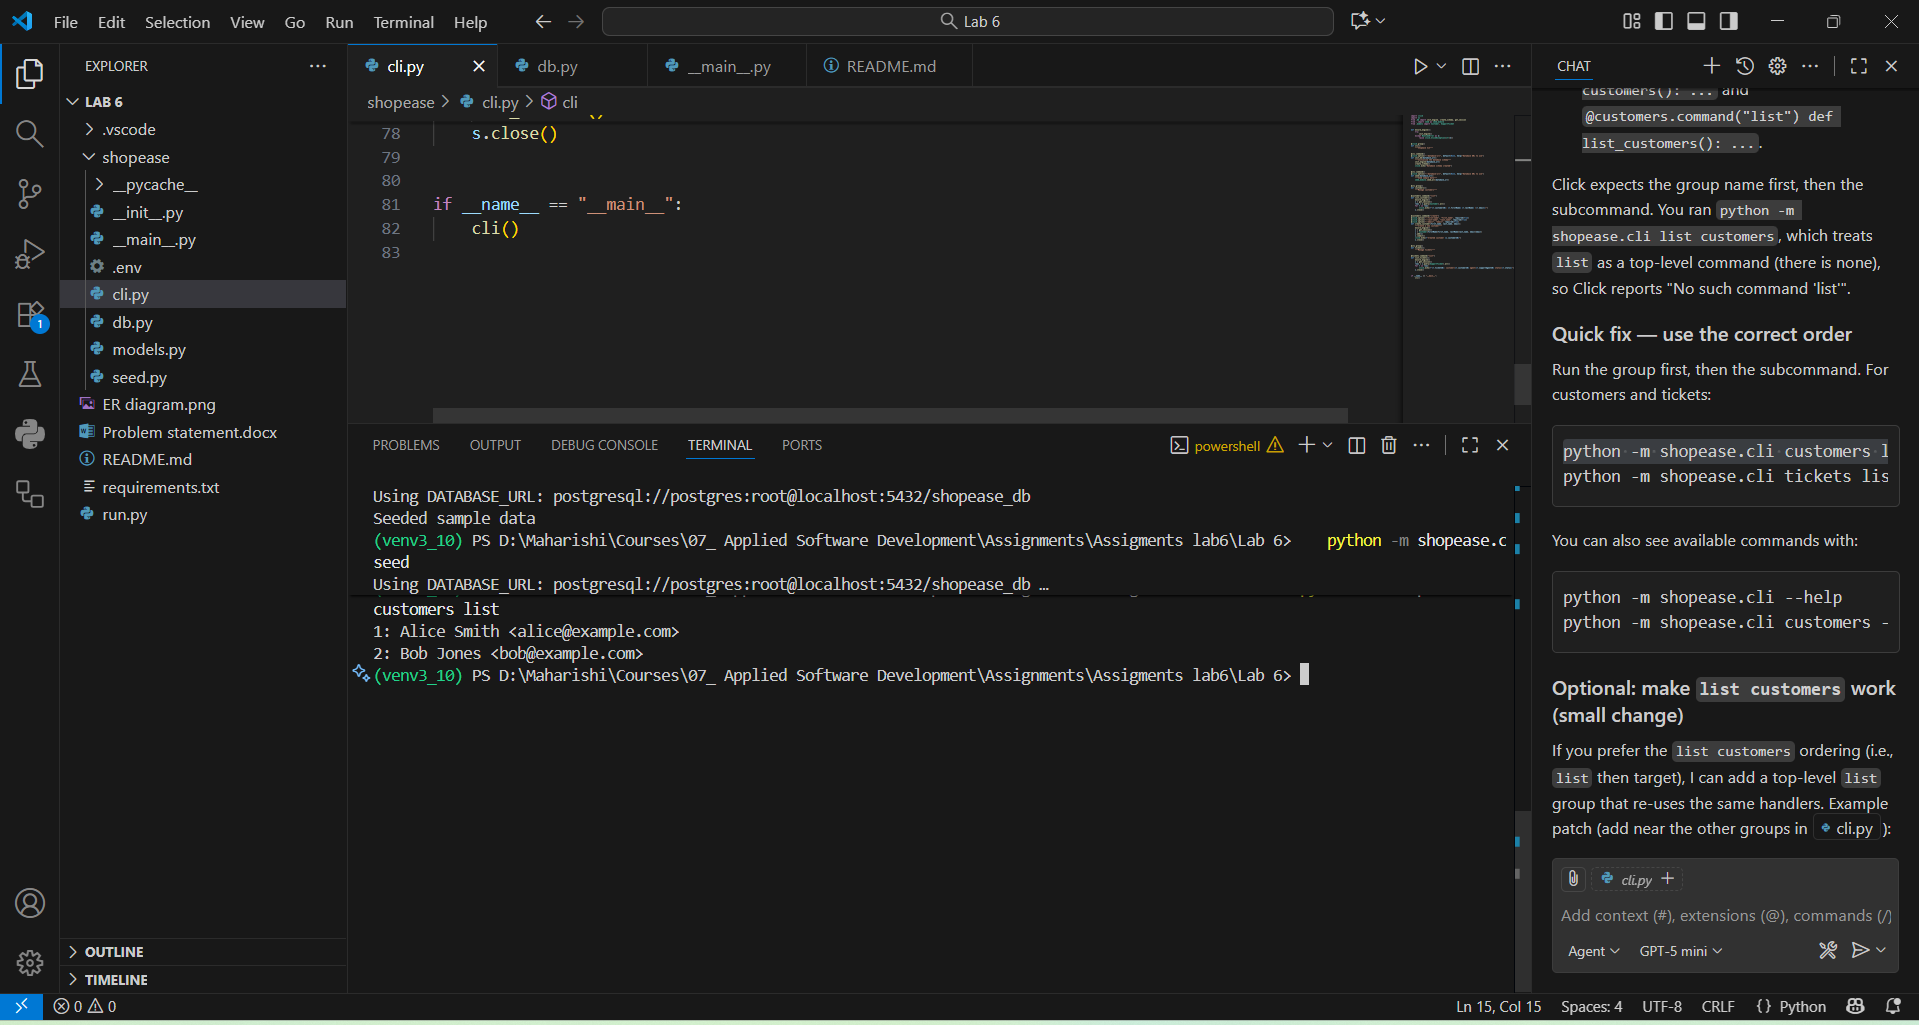 File Edit Selection View Go Run Terminal Help
Lab 6
EXPLORER
LAB 6
.vscode
shopease
__pycache__
__init__.py
__main__.py
.env
cli.py
db.py
models.py
seed.py
ER diagram.png
Problem statement.docx
README.md
requirements.txt
run.py
OUTLINE
TIMELINE
1
cli.py
db.py
__main__.py
README.md
shopease > cli.py > cli
78 s.close()
79
80
81 if __name__ == "__main__":
82 cli()
83
PROBLEMS OUTPUT DEBUG CONSOLE TERMINAL PORTS
powershell
Using DATABASE_URL: postgresql://postgres:root@localhost:5432/shopease_db
Seeded sample data
(venv3_10) PS D:\Maharishi\Courses\07_ Applied Software Development\Assignments\Assigments lab6\Lab 6> python -m shopease.c
seed
Using DATABASE_URL: postgresql://postgres:root@localhost:5432/shopease_db …
customers list
1: Alice Smith <alice@example.com>
2: Bob Jones <bob@example.com>
(venv3_10) PS D:\Maharishi\Courses\07_ Applied Software Development\Assignments\Assigments lab6\Lab 6>
CHAT
customers(): ... and
@customers.command("list") def
list_customers(): ... .
Click expects the group name first, then the
subcommand. You ran python -m
shopease.cli list customers, which treats
list as a top-level command (there is none),
so Click reports "No such command 'list'".
Quick fix — use the correct order
Run the group first, then the subcommand. For
customers and tickets:
python -m shopease.cli customers l
python -m shopease.cli tickets lis
You can also see available commands with:
python -m shopease.cli --help
python -m shopease.cli customers -
Optional: make list customers work
(small change)
If you prefer the list customers ordering (i.e.,
list then target), I can add a top-level list
group that re-uses the same handlers. Example
patch (add near the other groups in cli.py ):
cli.py
Add context (#), extensions (@), commands (/)
Agent GPT-5 mini
0 0
Ln 15, Col 15 Spaces: 4 UTF-8 CRLF {} Python